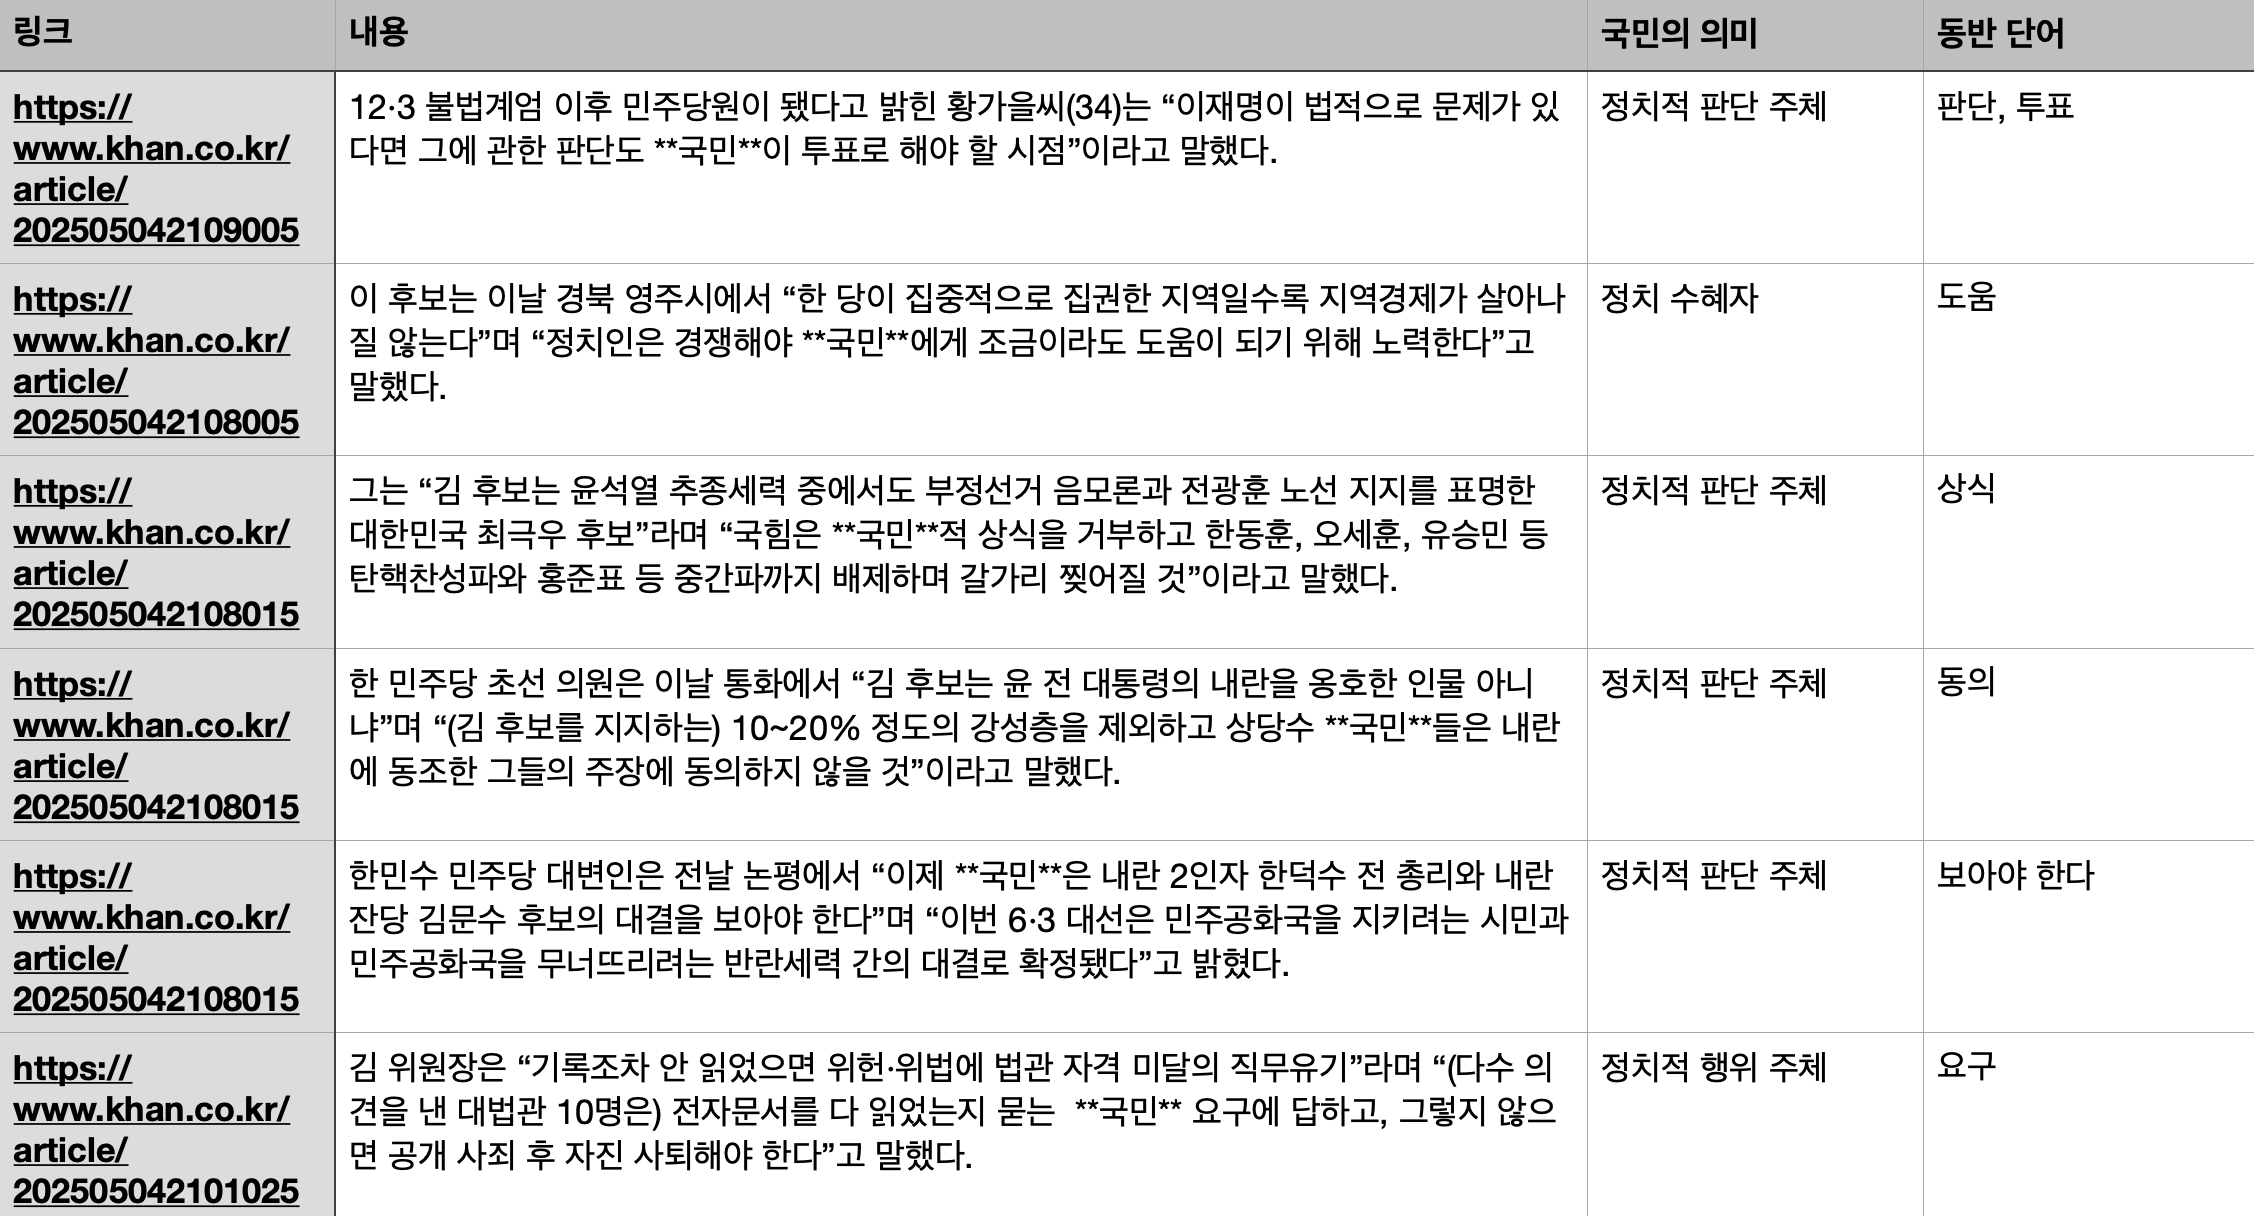 링크 내용 국민의 의미 동반 단어
https://
www.khan.co.kr/
article/
202505042109005
12·3 불법계엄 이후 민주당원이 됐다고 밝힌 황가을씨(34)는 “이재명이 법적으로 문제가 있
다면 그에 관한 판단도 **국민**이 투표로 해야 할 시점”이라고 말했다.
정치적 판단 주체
판단, 투표
https://
www.khan.co.kr/
article/
202505042108005
이 후보는 이날 경북 영주시에서 “한 당이 집중적으로 집권한 지역일수록 지역경제가 살아나
질 않는다”며 “정치인은 경쟁해야 **국민**에게 조금이라도 도움이 되기 위해 노력한다”고
말했다.
정치 수혜자
도움
https://
www.khan.co.kr/
article/
202505042108015
그는 “김 후보는 윤석열 추종세력 중에서도 부정선거 음모론과 전광훈 노선 지지를 표명한
대한민국 최극우 후보”라며 “국힘은 **국민**적 상식을 거부하고 한동훈, 오세훈, 유승민 등
탄핵찬성파와 홍준표 등 중간파까지 배제하며 갈가리 찢어질 것”이라고 말했다.
정치적 판단 주체
상식
https://
www.khan.co.kr/
article/
202505042108015
한 민주당 초선 의원은 이날 통화에서 “김 후보는 윤 전 대통령의 내란을 옹호한 인물 아니
냐”며 “(김 후보를 지지하는) 10~20% 정도의 강성층을 제외하고 상당수 **국민**들은 내란
에 동조한 그들의 주장에 동의하지 않을 것”이라고 말했다.
정치적 판단 주체
동의
https://
www.khan.co.kr/
article/
202505042108015
한민수 민주당 대변인은 전날 논평에서 “이제 **국민**은 내란 2인자 한덕수 전 총리와 내란
잔당 김문수 후보의 대결을 보아야 한다”며 “이번 6·3 대선은 민주공화국을 지키려는 시민과
민주공화국을 무너뜨리려는 반란세력 간의 대결로 확정됐다”고 밝혔다.
정치적 판단 주체
보아야 한다
https://
www.khan.co.kr/
article/
202505042101025
김 위원장은 “기록조차 안 읽었으면 위헌·위법에 법관 자격 미달의 직무유기”라며 “(다수 의
견을 낸 대법관 10명은) 전자문서를 다 읽었는지 묻는  **국민** 요구에 답하고, 그렇지 않으
면 공개 사죄 후 자진 사퇴해야 한다”고 말했다.
정치적 행위 주체
요구